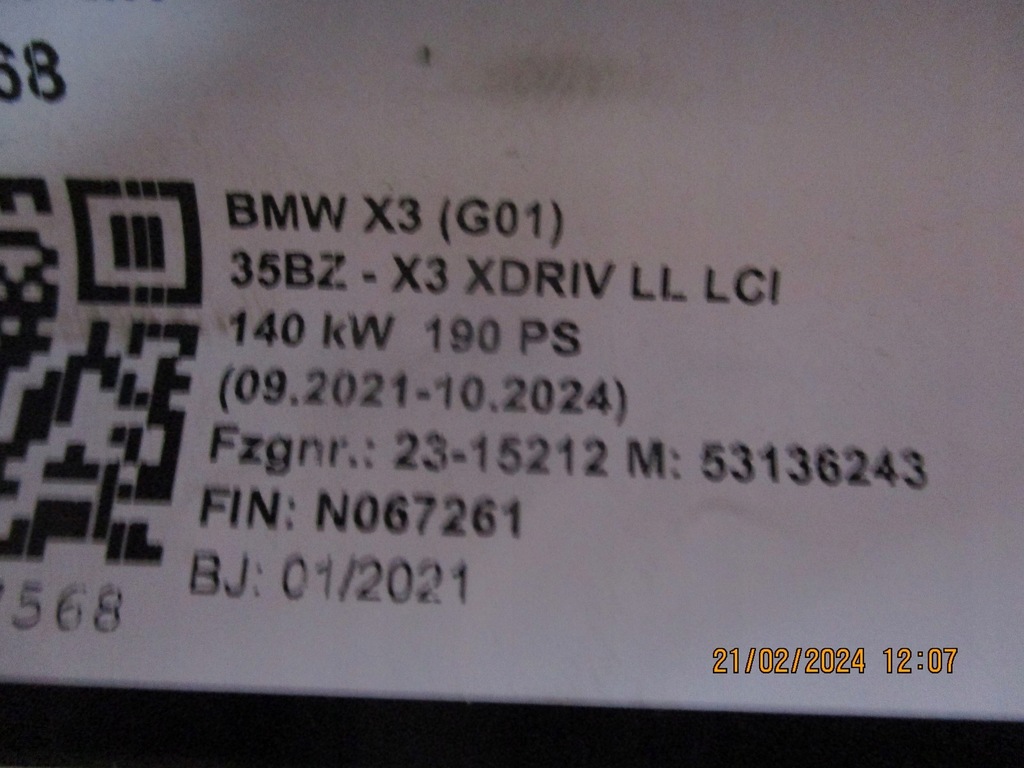 68
BMW X3 (G01)
35BZ - X3 XDRIV LL LCI
140 kW 190 PS
(09.2021-10.2024)
Fzgnr.: 23-15212 M: 53136243
FIN: N067261
BJ: 01/2021
568
21/02/2024 12:07